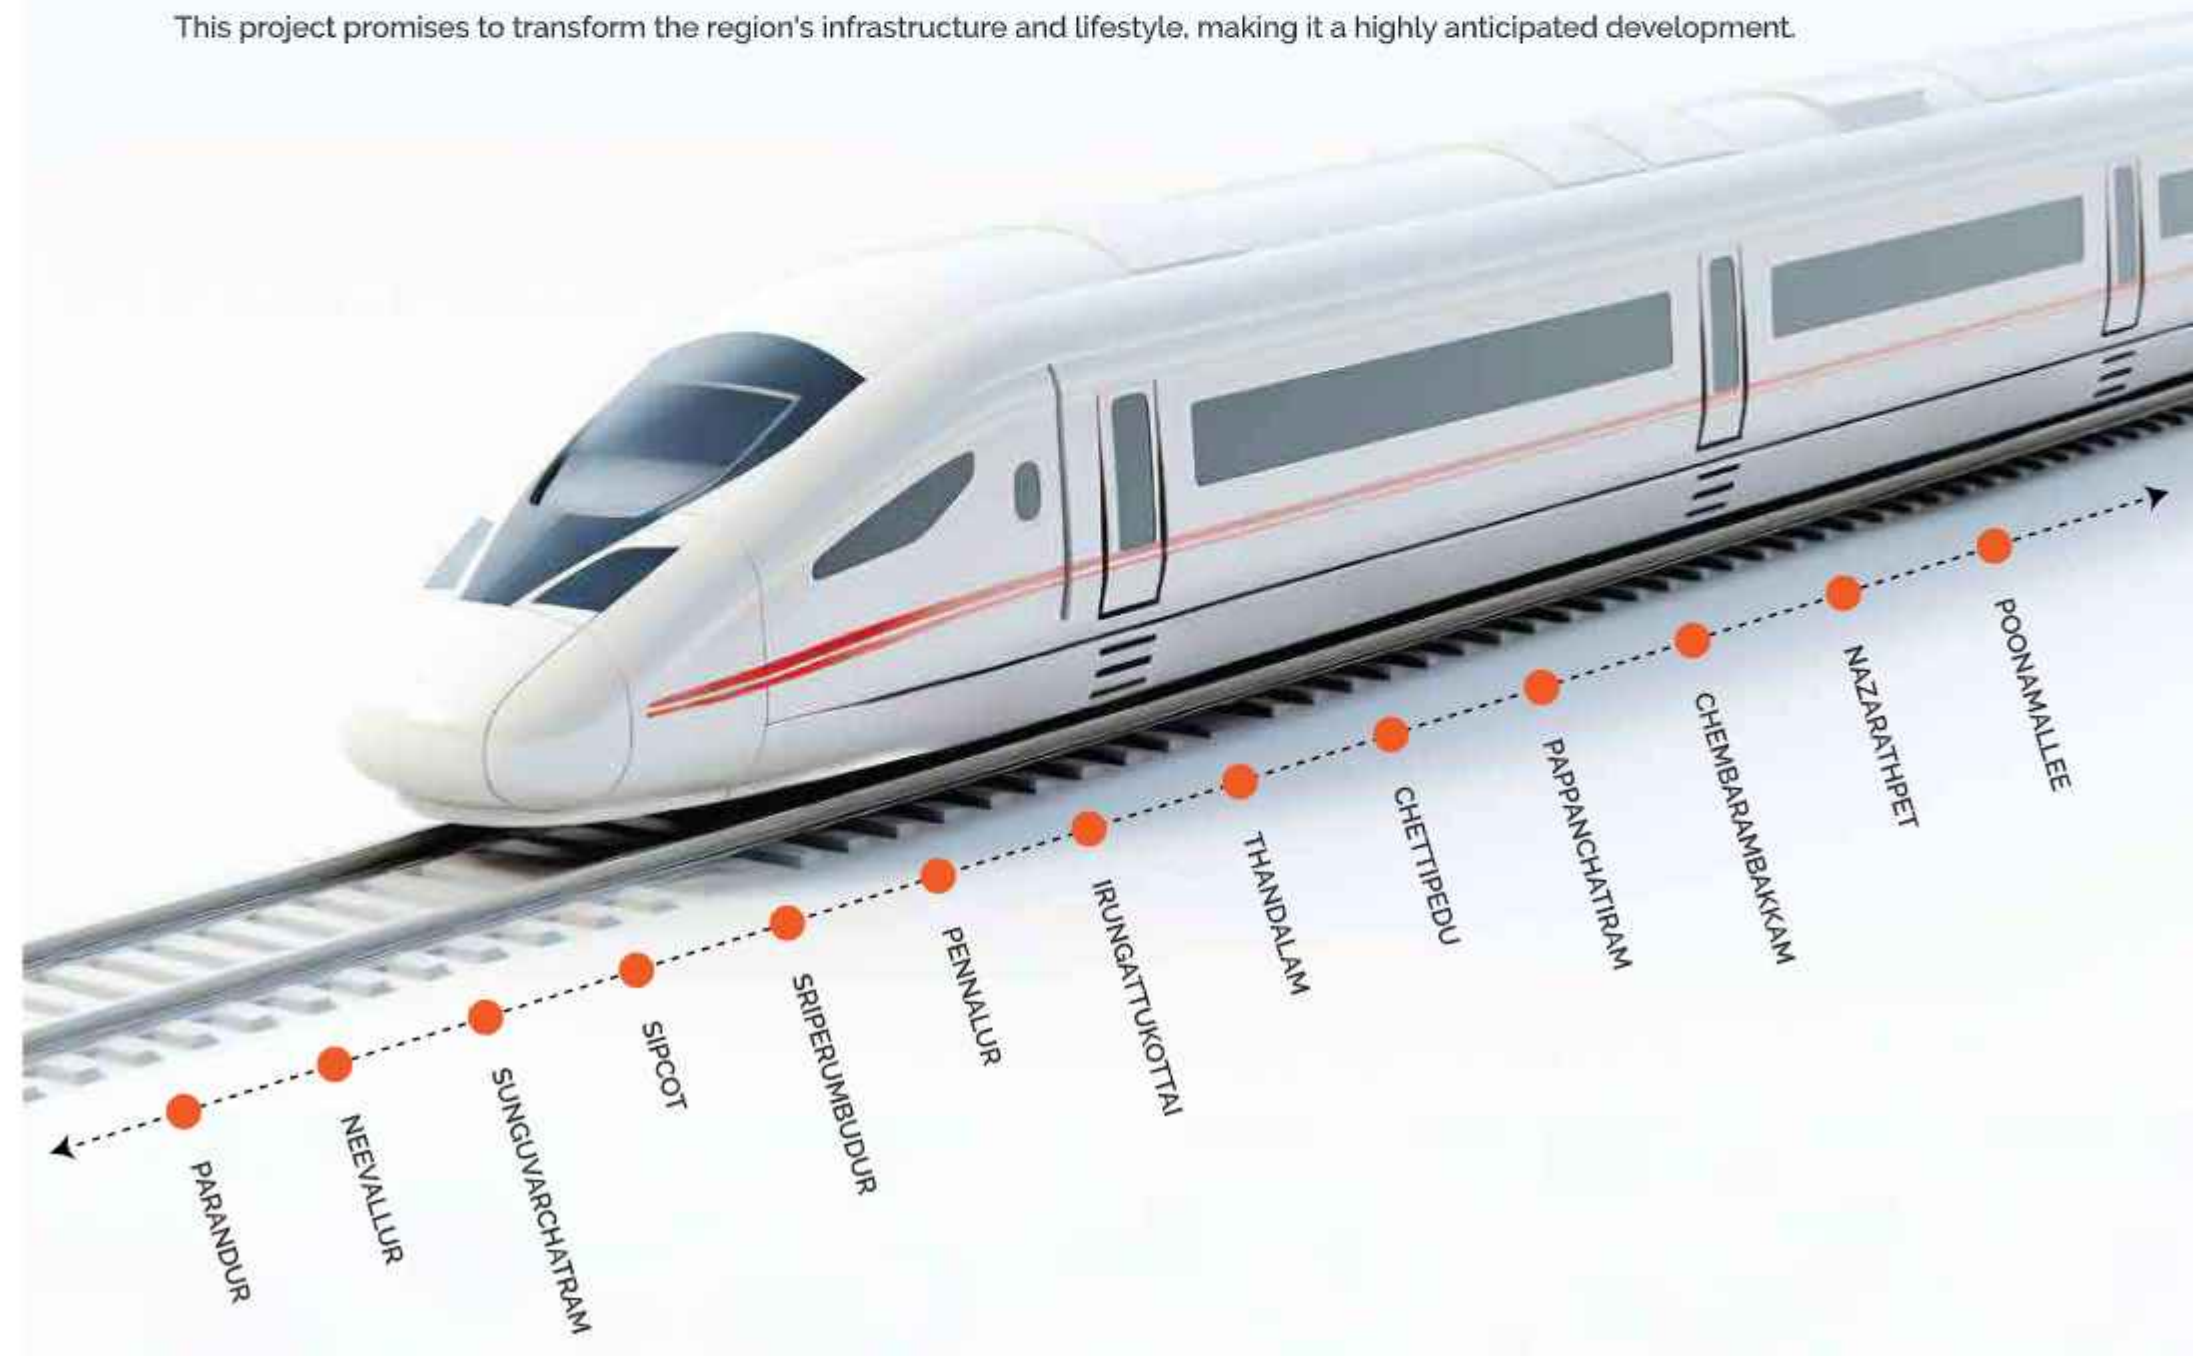 This project promises to transform the region's infrastructure and lifestyle, making it a highly anticipated development.
PARANDUR
NEEVALLUR
SUNGUVARCHATRAM
SIPCOT
SRIPERUMBUDUR
PENNALUR
IRUNGATTUKOTTAI
THANDALAM
CHETTIPEDU
PAPPANCHATIRAM
CHEMBARAMBAKKAM
NAZARATHPET
POONAMALLEE